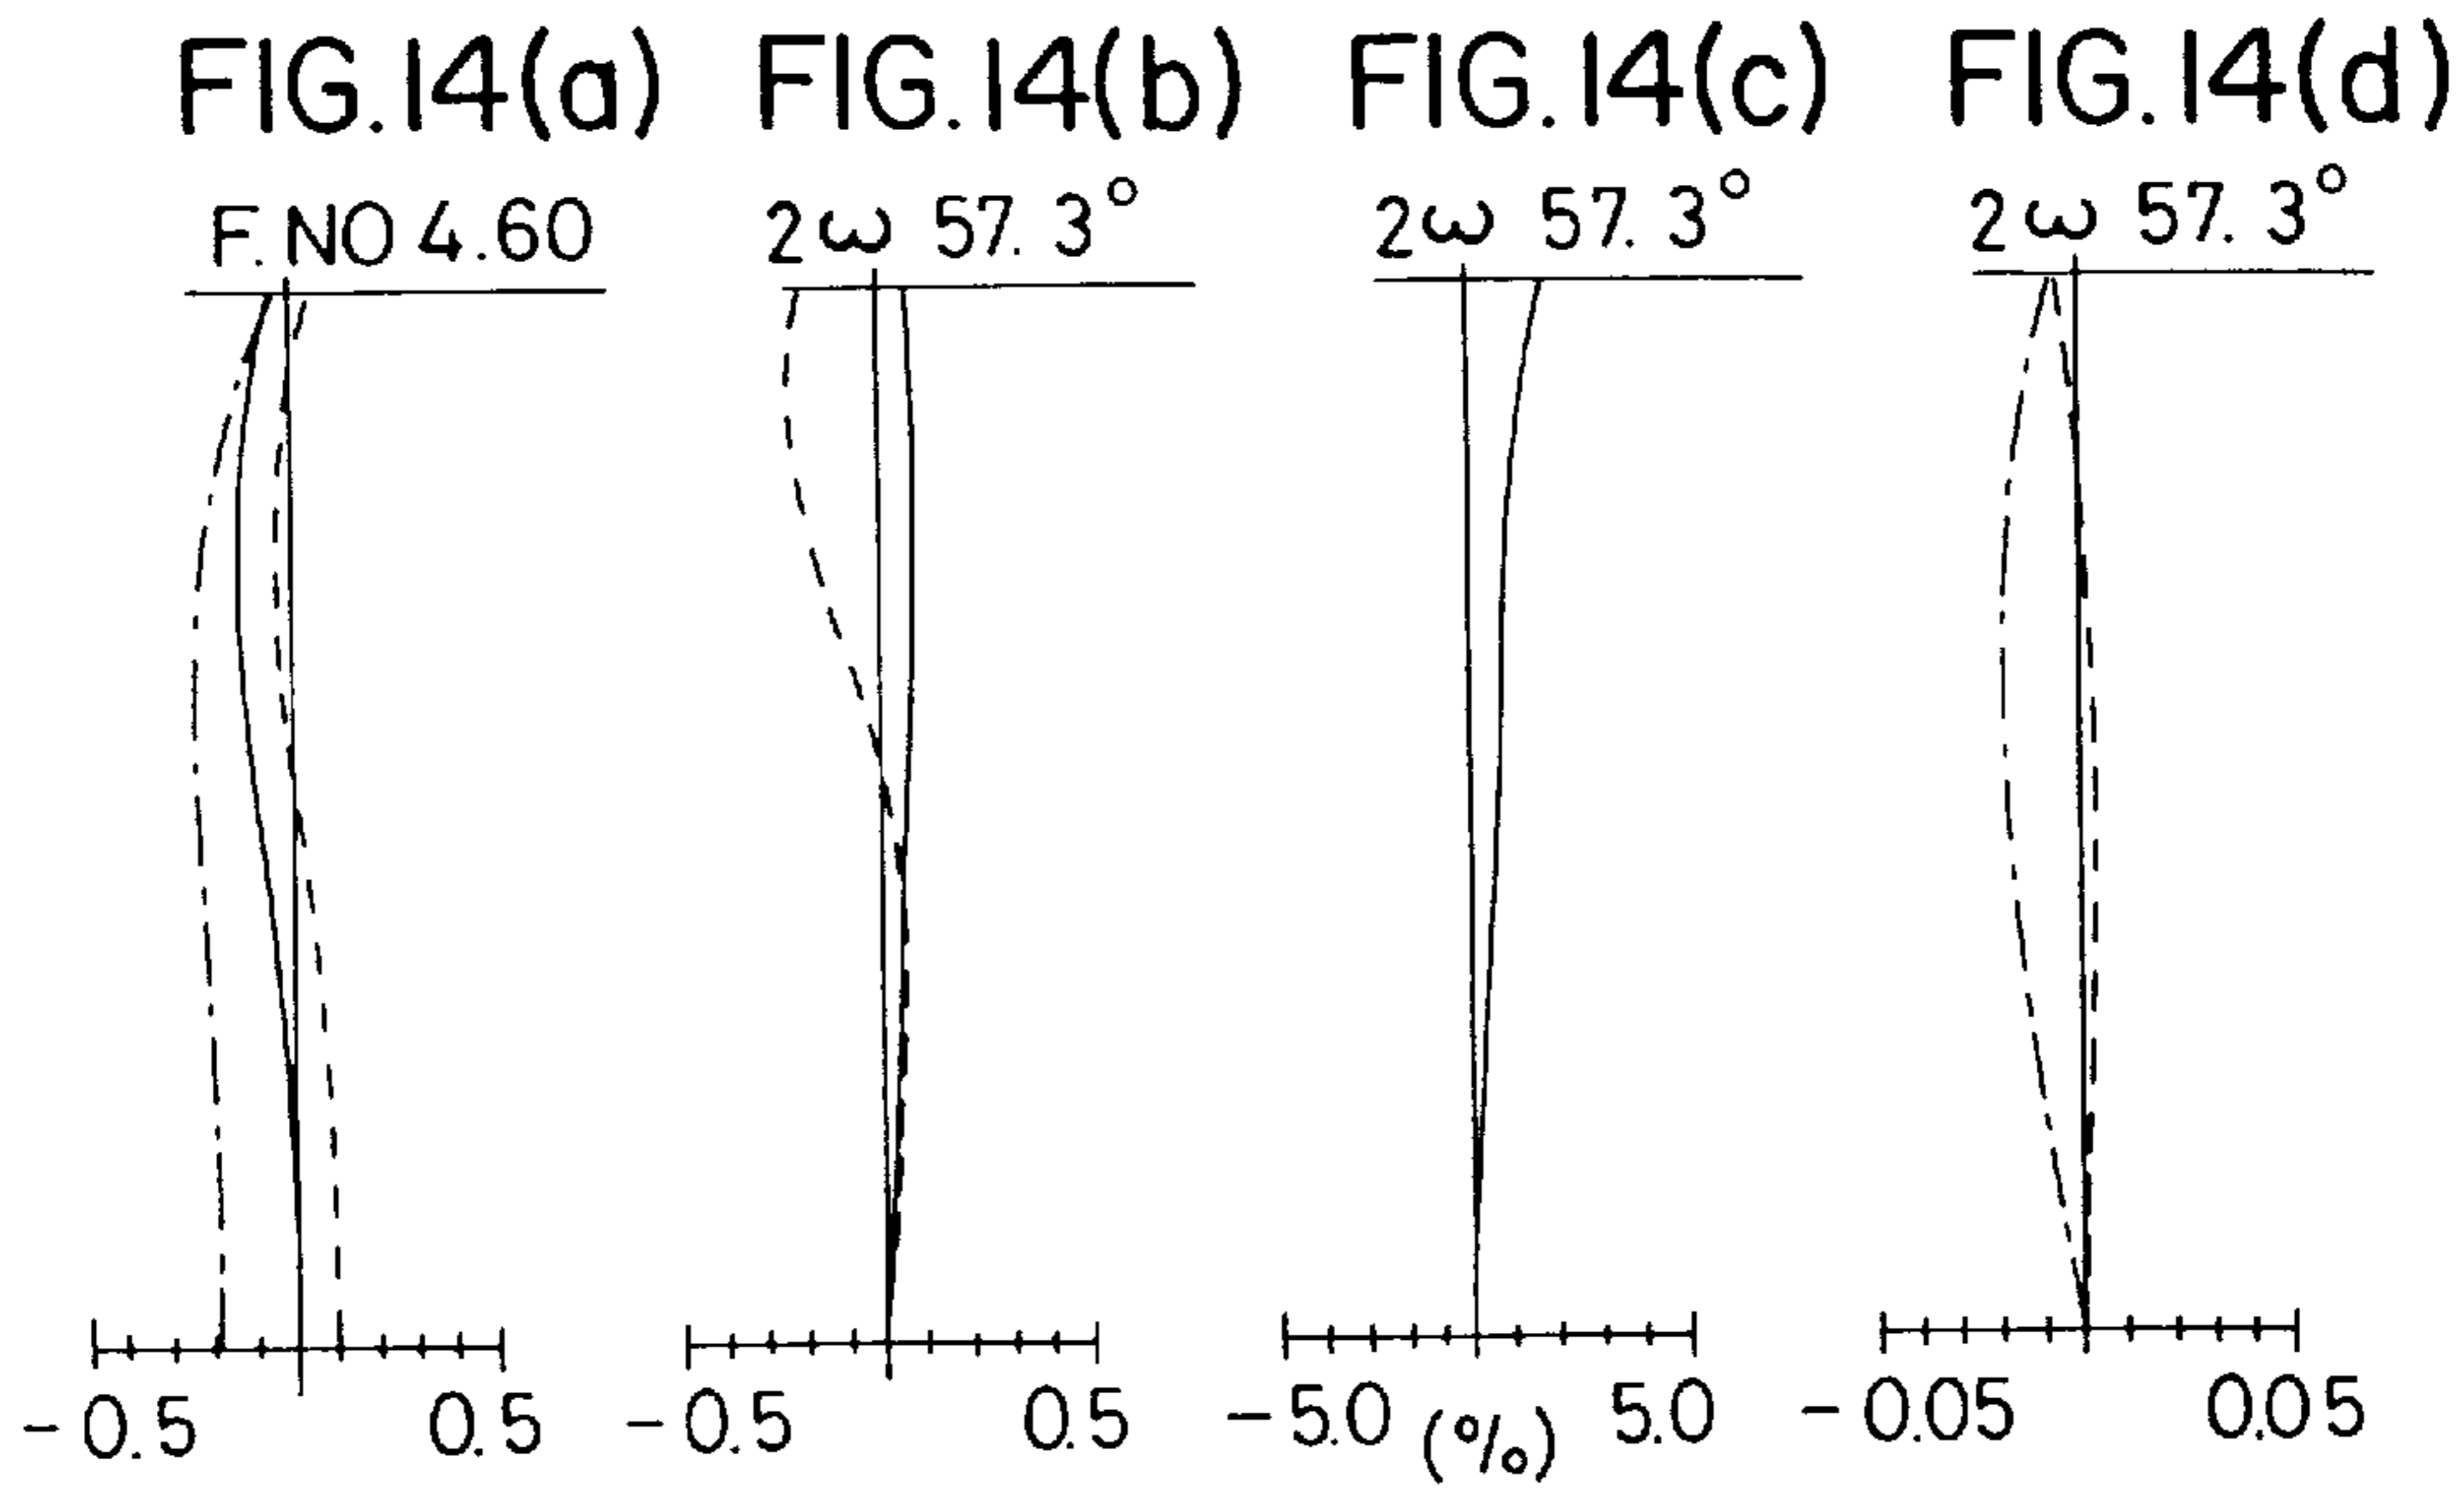 FIG.14(a) FIG.14(b) FIG.14(c) FIG.14(d)
F.NO 4.60 2ω 57.3° 2ω 57.3° 2ω 57.3°
-0.5 0.5 -0.5 0.5 -5.0 (%) 5.0 -0.05 0.05